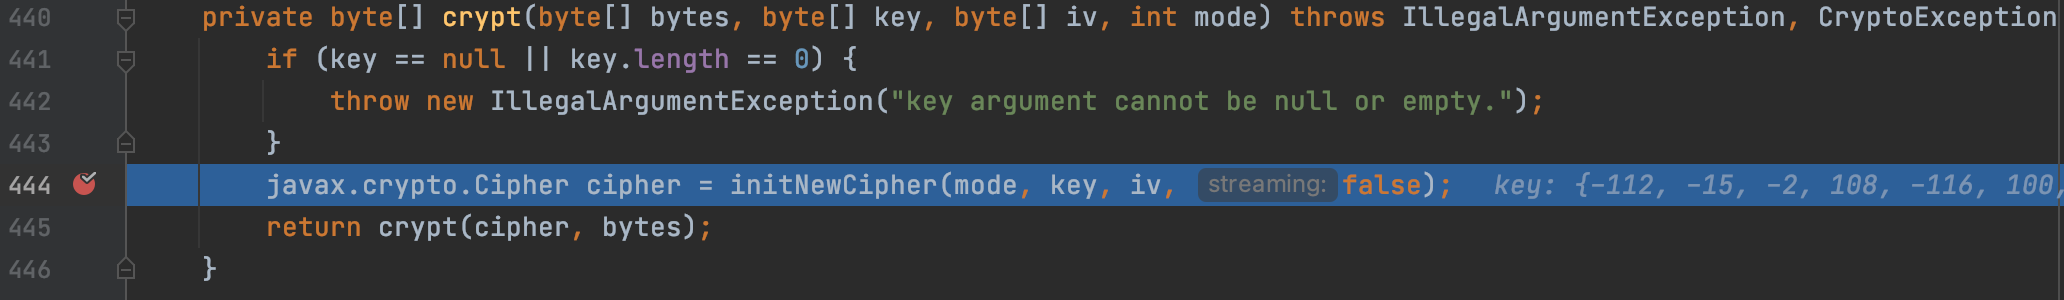 440 private byte[] crypt(byte[] bytes, byte[] key, byte[] iv, int mode) throws IllegalArgumentException, CryptoException
441 if (key == null || key.length == 0) {
442 throw new IllegalArgumentException("key argument cannot be null or empty.");
443 }
444 javax.crypto.Cipher cipher = initNewCipher(mode, key, iv, streaming: false); key: {-112, -15, -2, 108, -116, 100,
445 return crypt(cipher, bytes);
446 }